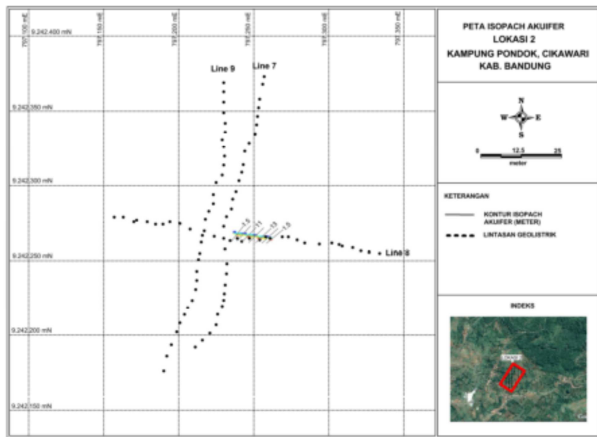 797.100 mE
797.150 mE
797.200 mE
797.250 mE
797.300 mE
797.350 mE
9.242.400 mN
9.242.350 mN
9.242.300 mN
9.242.250 mN
9.242.200 mN
9.242.150 mN
Line 9
Line 7
Line 8
PETA ISOPACH AKUIFER
LOKASI 2
KAMPUNG PONDOK, CIKAWARI
KAB. BANDUNG
N
W
E
S
0 12.5 25
meter
KETERANGAN
KONTUR ISOPACH
AKUIFER (METER)
LINTASAN GEOLISTRIK
INDEKS